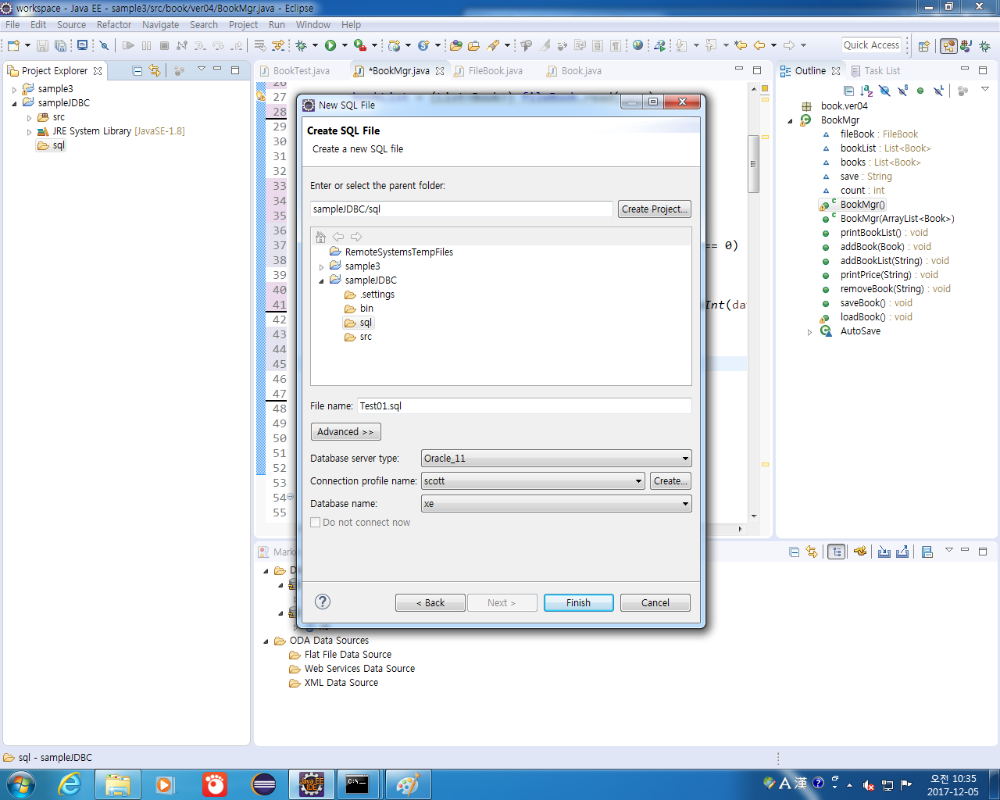 workspace - Java EE - sample3/src/book/ver04/BookMgr.java - Eclipse
File Edit Source Refactor Navigate Search Project Run Window Help
Quick Access
Project Explorer
sample3
sampleJDBC
src
JRE System Library [JavaSE-1.8]
sql
BookTest.java
*BookMgr.java
FileBook.java
Book.java
27
28
29
30
31
32
33
34
35
36
37
38
39
40
41
42
43
44
45
46
47
48
49
50
51
52
53
54
55
== 0)
Int(da
New SQL File
Create SQL File
Create a new SQL file
Enter or select the parent folder:
sampleJDBC/sql
Create Project...
RemoteSystemsTempFiles
sample3
sampleJDBC
.settings
bin
sql
src
File name: Test01.sql
Advanced >>
Database server type: Oracle_11
Connection profile name: scott Create...
Database name: xe
Do not connect now
< Back Next > Finish Cancel
Outline
Task List
book.ver04
BookMgr
fileBook : FileBook
bookList : List<Book>
books : List<Book>
save : String
count : int
BookMgr()
BookMgr(ArrayList<Book>)
printBookList() : void
addBook(Book) : void
addBookList(String) : void
printPrice(String) : void
removeBook(String) : void
saveBook() : void
loadBook() : void
AutoSave
ODA Data Sources
Flat File Data Source
Web Services Data Source
XML Data Source
sql - sampleJDBC
Java EE
IDE
C:\_
A 漢
오전 10:35
2017-12-05